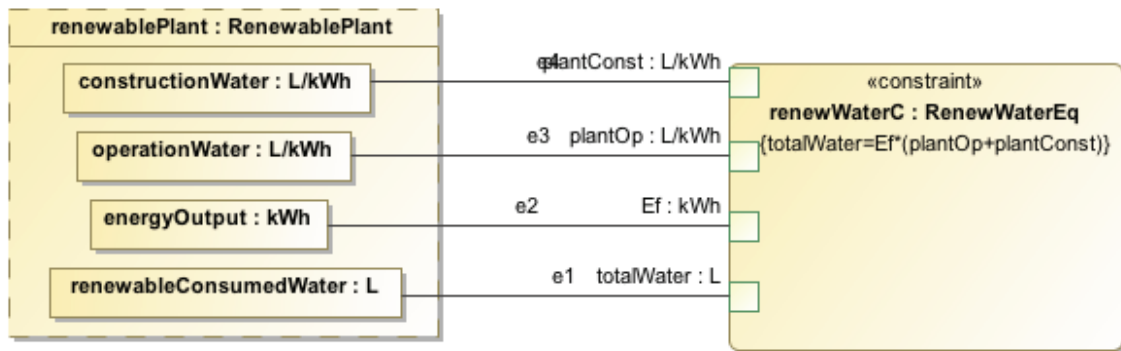 renewablePlant : RenewablePlant
constructionWater : L/kWh
e4
plantConst : L/kWh
«constraint»
renewWaterC : RenewWaterEq
{totalWater=Ef*(plantOp+plantConst)}
operationWater : L/kWh
e3 plantOp : L/kWh
energyOutput : kWh
e2 Ef : kWh
renewableConsumedWater : L
e1 totalWater : L